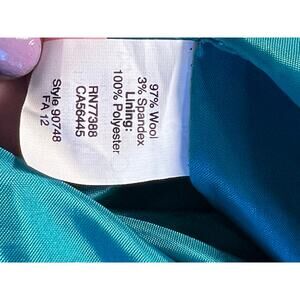 97% Wool
3% Spandex
Lining:
100% Polyester
RN77388
CA56445
Style 90748
FA 12